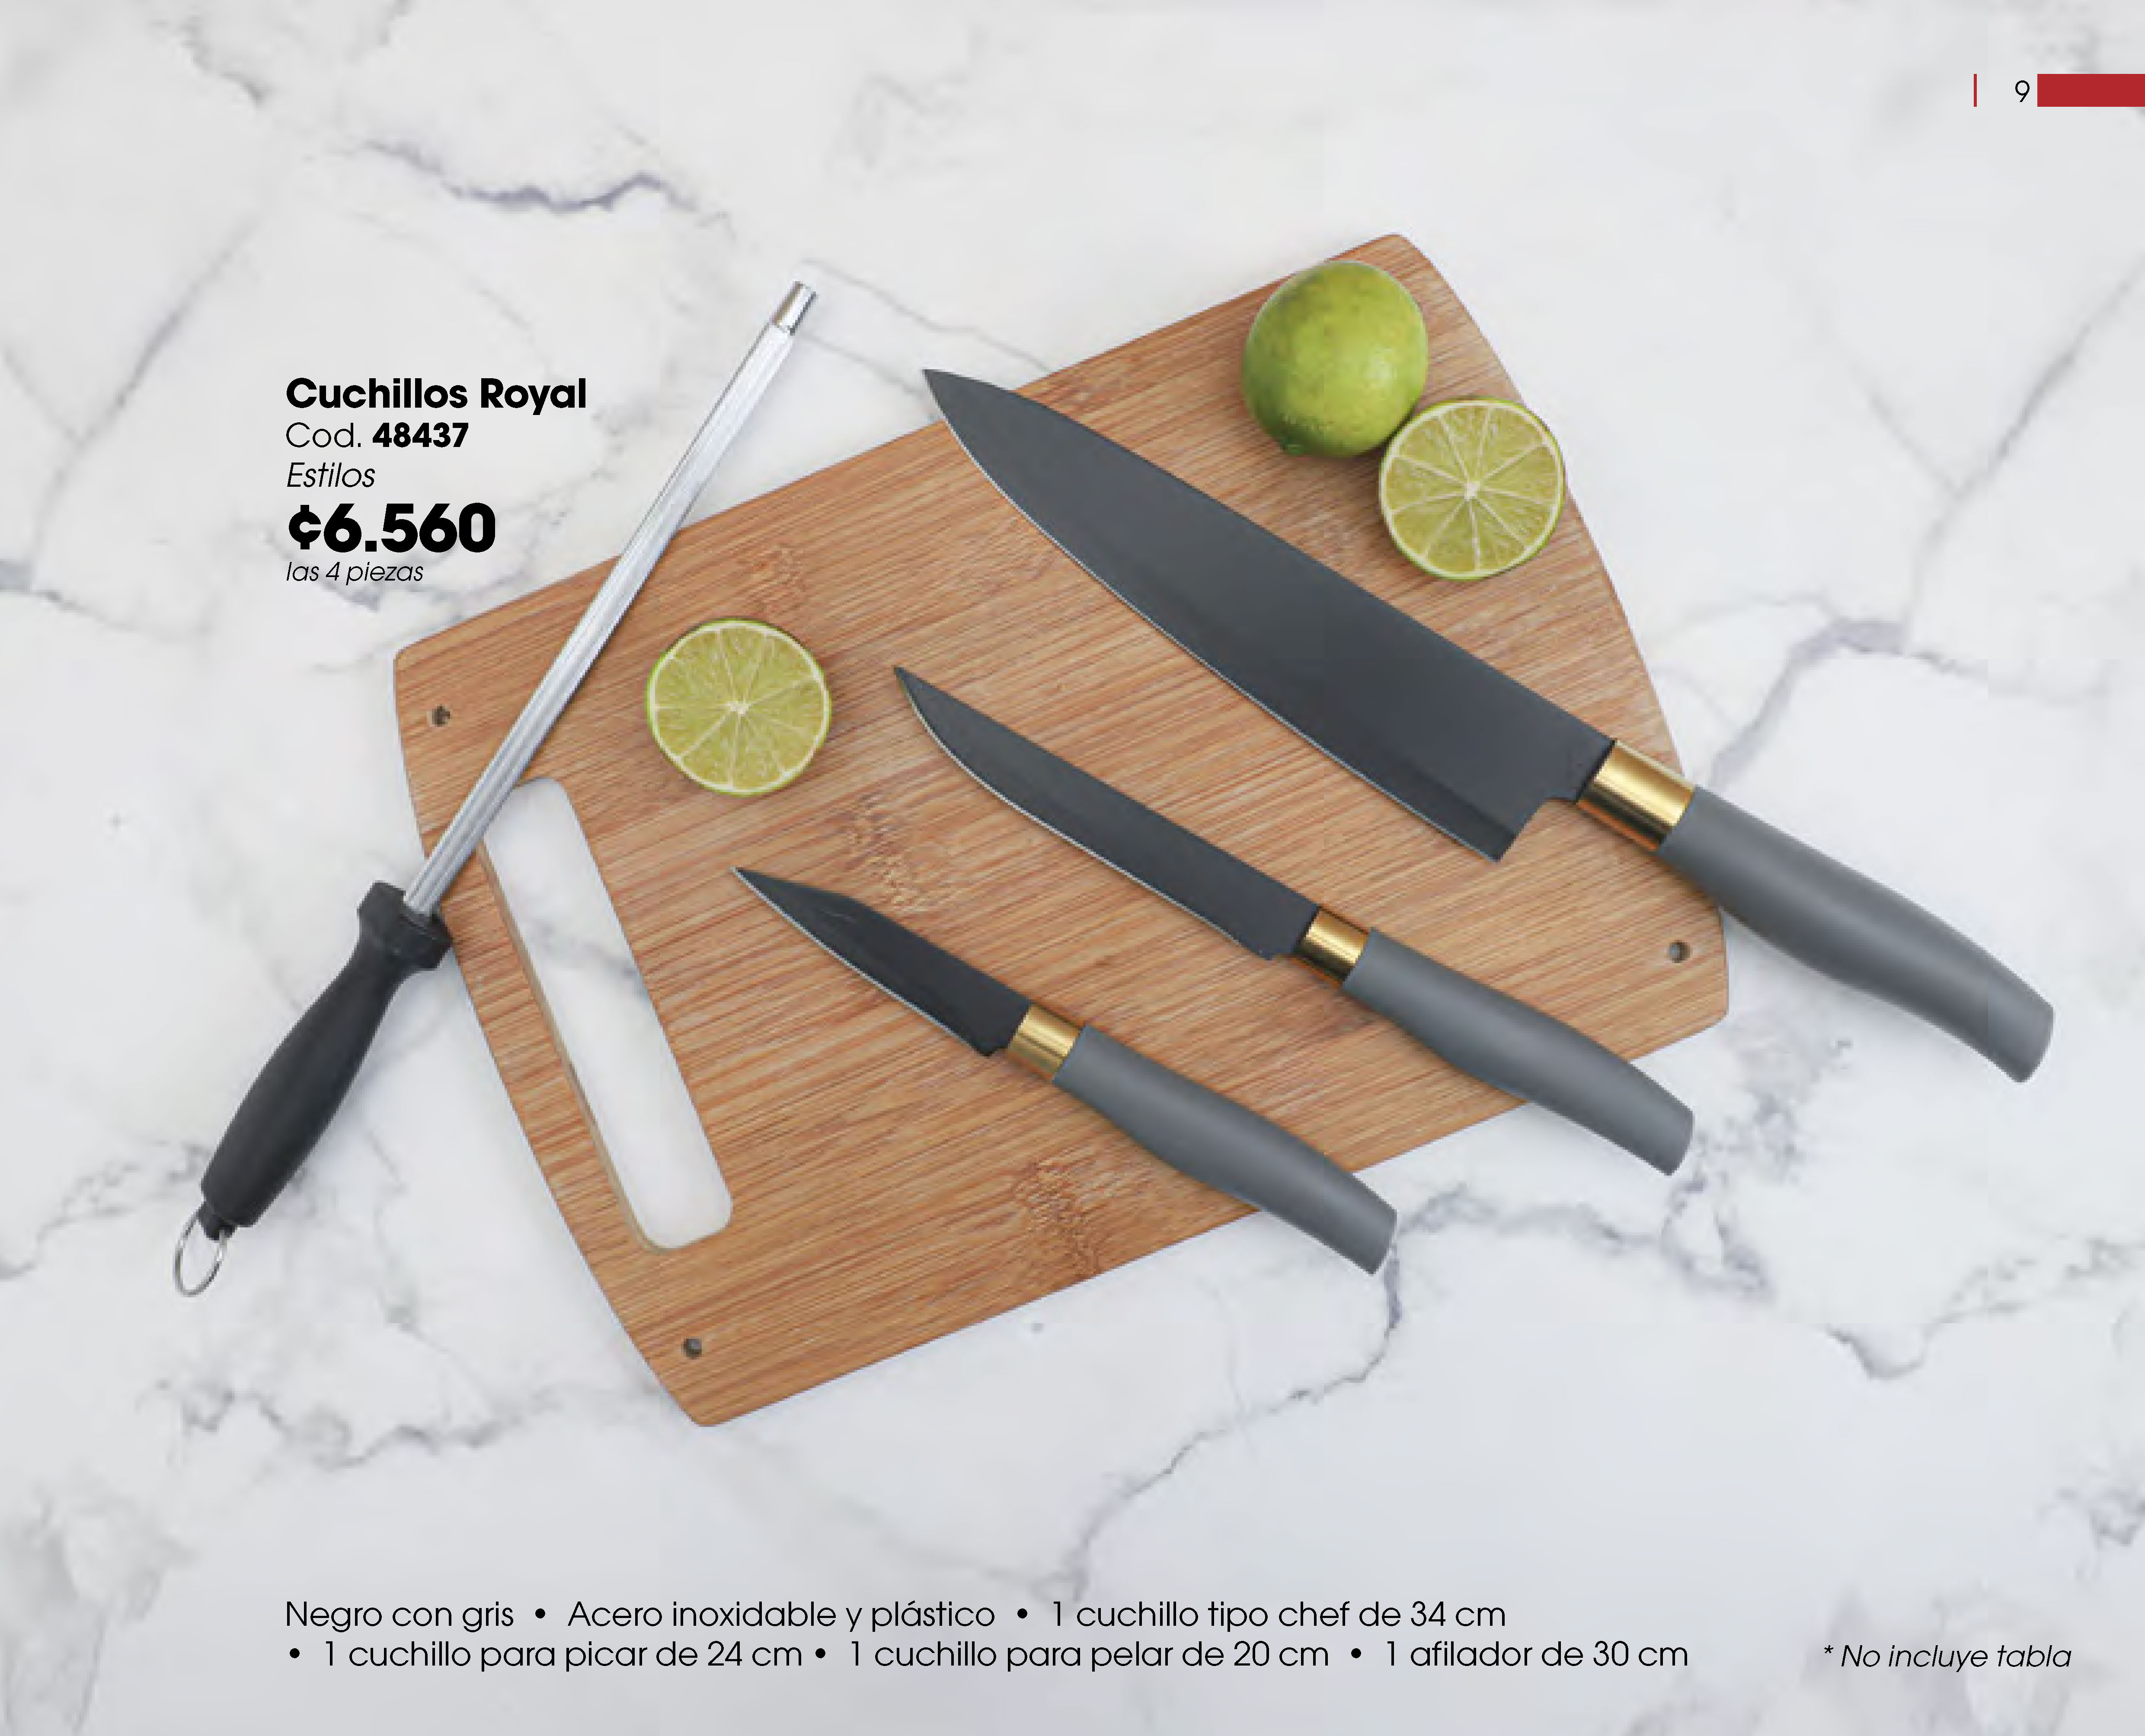 9
Cuchillos Royal
Cod. 48437
Estilos
¢6.560
las 4 piezas
Negro con gris • Acero inoxidable y plástico • 1 cuchillo tipo chef de 34 cm
• 1 cuchillo para picar de 24 cm • 1 cuchillo para pelar de 20 cm • 1 afilador de 30 cm
* No incluye tabla